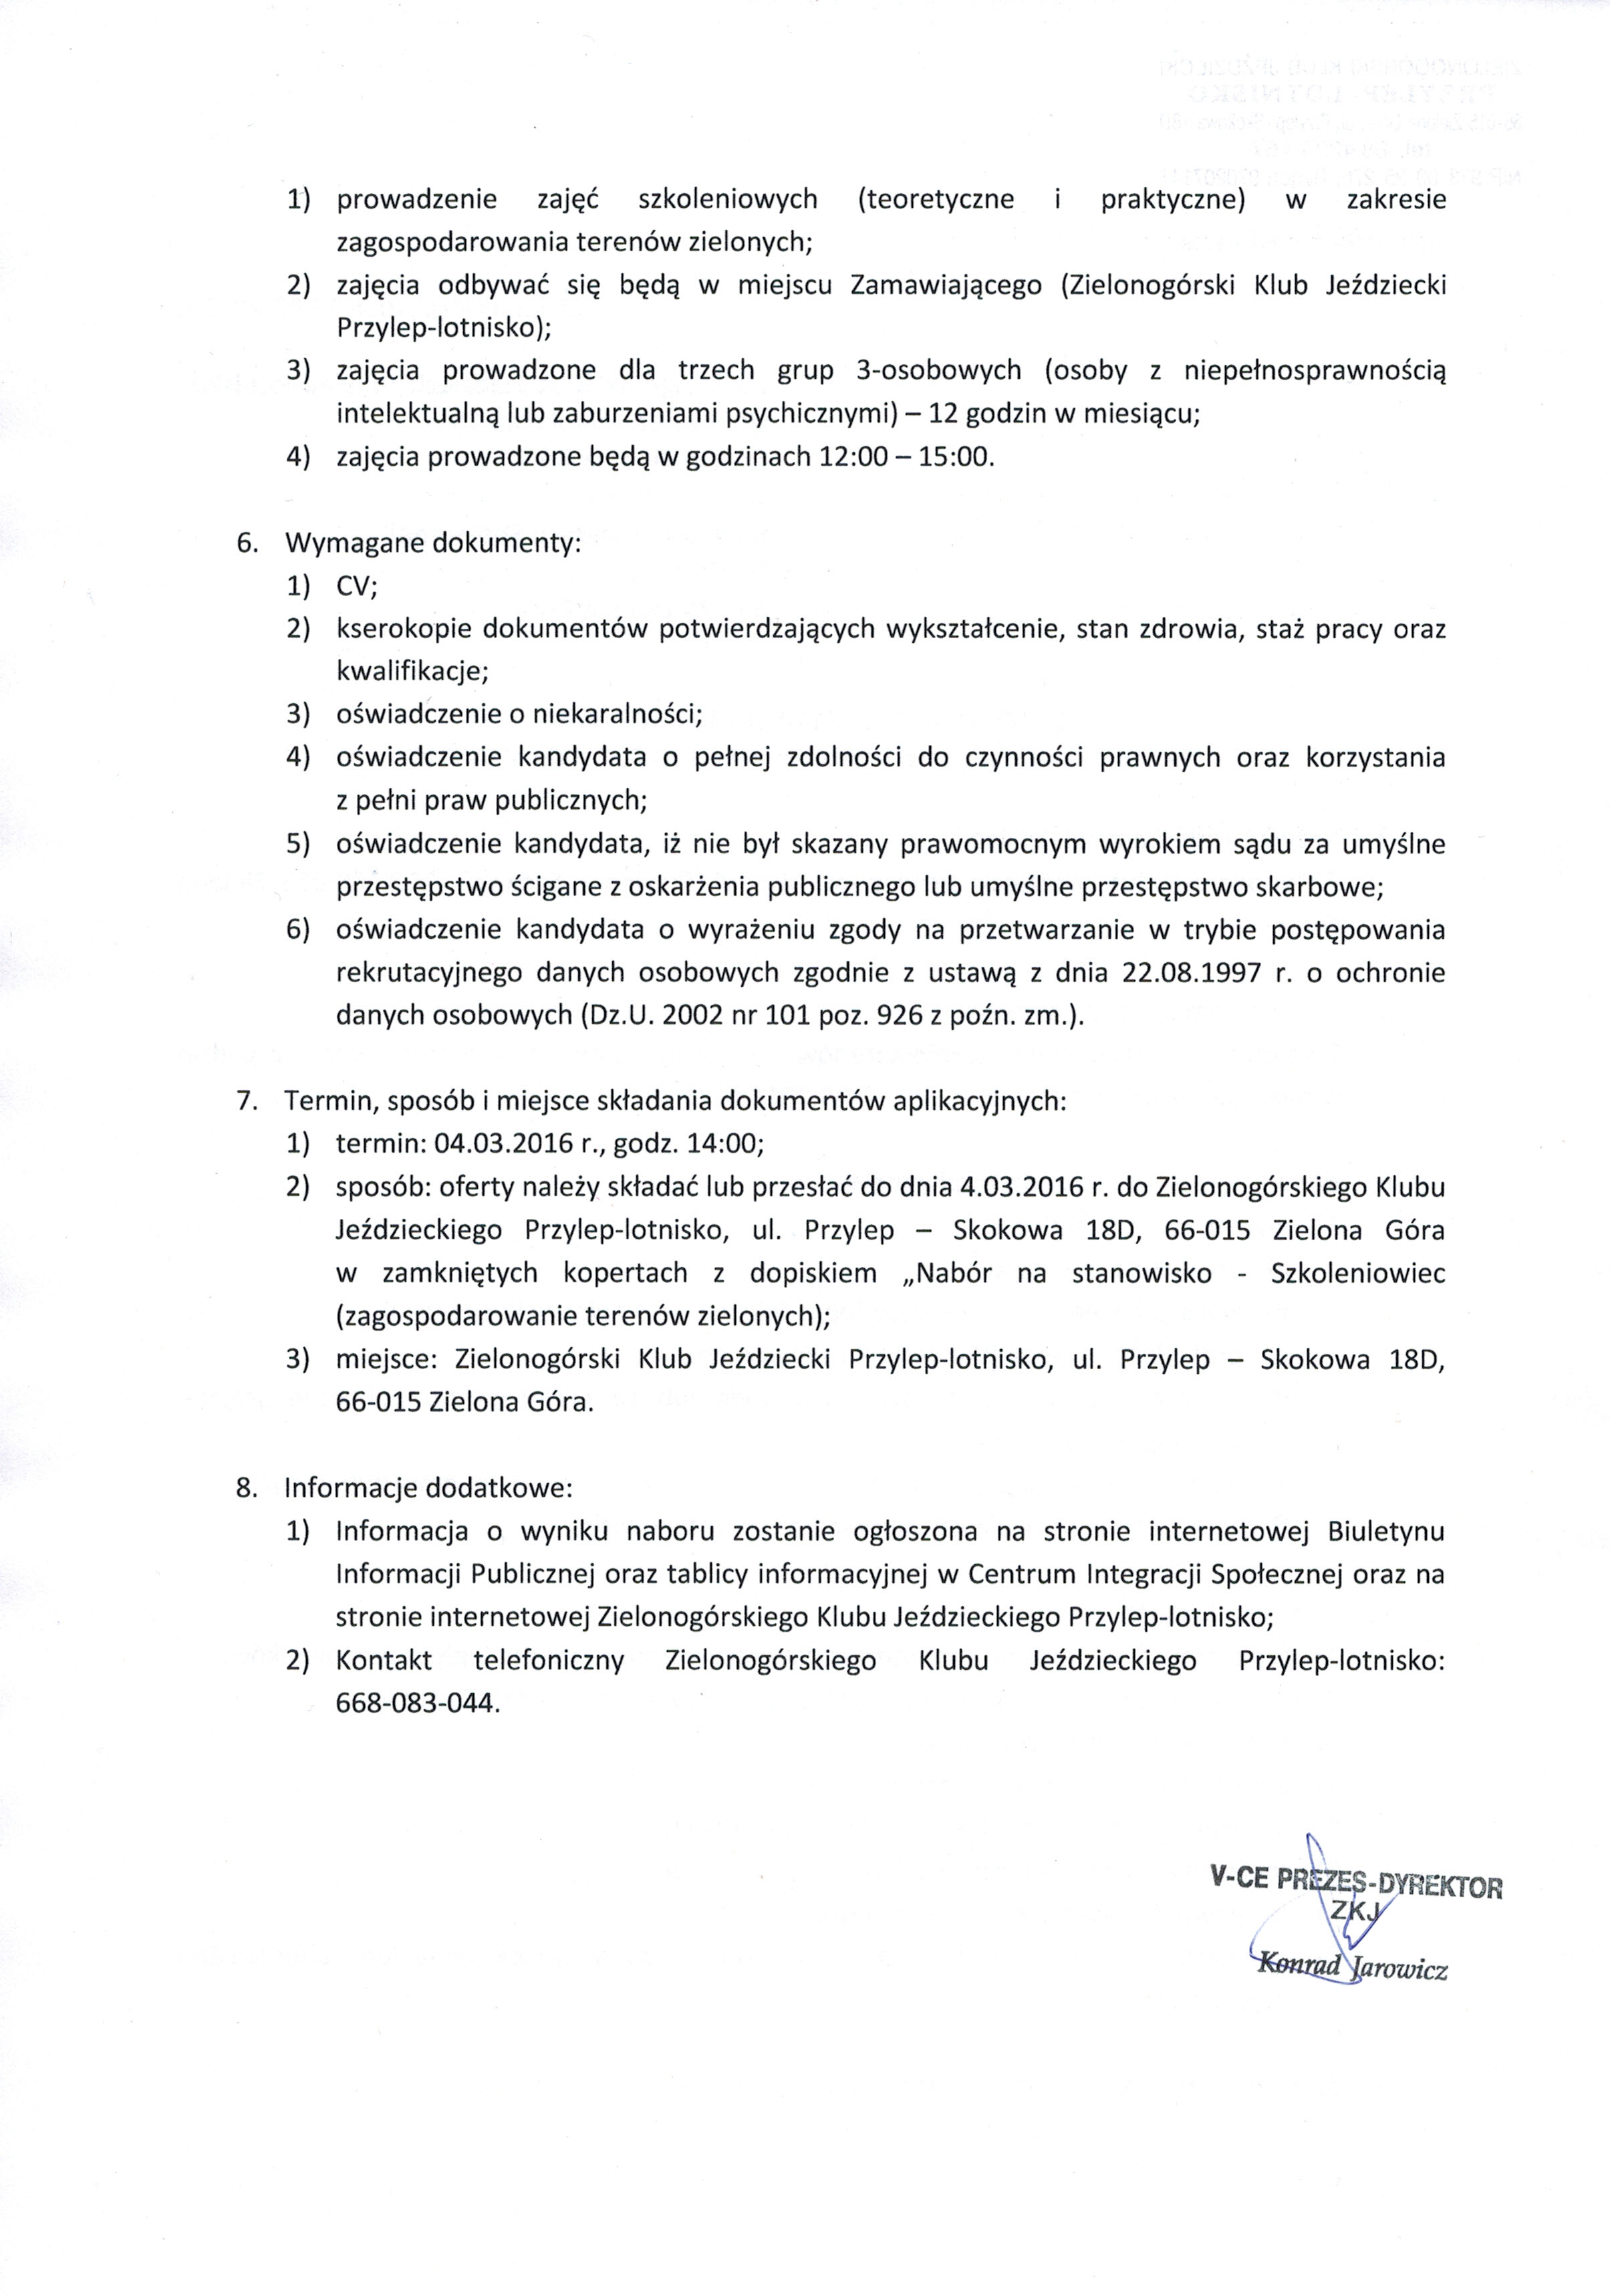 1) prowadzenie zajęć szkoleniowych (teoretyczne i praktyczne) w zakresie
zagospodarowania terenów zielonych;
2) zajęcia odbywać się będą w miejscu Zamawiającego (Zielonogórski Klub Jeździecki
Przylep-lotnisko);
3) zajęcia prowadzone dla trzech grup 3-osobowych (osoby z niepełnosprawnością
intelektualną lub zaburzeniami psychicznymi) – 12 godzin w miesiącu;
4) zajęcia prowadzone będą w godzinach 12:00 – 15:00.
6. Wymagane dokumenty:
1) CV;
2) kserokopie dokumentów potwierdzających wykształcenie, stan zdrowia, staż pracy oraz
kwalifikacje;
3) oświadczenie o niekaralności;
4) oświadczenie kandydata o pełnej zdolności do czynności prawnych oraz korzystania
z pełni praw publicznych;
5) oświadczenie kandydata, iż nie był skazany prawomocnym wyrokiem sądu za umyślne
przestępstwo ścigane z oskarżenia publicznego lub umyślne przestępstwo skarbowe;
6) oświadczenie kandydata o wyrażeniu zgody na przetwarzanie w trybie postępowania
rekrutacyjnego danych osobowych zgodnie z ustawą z dnia 22.08.1997 r. o ochronie
danych osobowych (Dz.U. 2002 nr 101 poz. 926 z poźn. zm.).
7. Termin, sposób i miejsce składania dokumentów aplikacyjnych:
1) termin: 04.03.2016 r., godz. 14:00;
2) sposób: oferty należy składać lub przesłać do dnia 4.03.2016 r. do Zielonogórskiego Klubu
Jeździeckiego Przylep-lotnisko, ul. Przylep – Skokowa 18D, 66-015 Zielona Góra
w zamkniętych kopertach z dopiskiem „Nabór na stanowisko - Szkoleniowiec
(zagospodarowanie terenów zielonych);
3) miejsce: Zielonogórski Klub Jeździecki Przylep-lotnisko, ul. Przylep – Skokowa 18D,
66-015 Zielona Góra.
8. Informacje dodatkowe:
1) Informacja o wyniku naboru zostanie ogłoszona na stronie internetowej Biuletynu
Informacji Publicznej oraz tablicy informacyjnej w Centrum Integracji Społecznej oraz na
stronie internetowej Zielonogórskiego Klubu Jeździeckiego Przylep-lotnisko;
2) Kontakt telefoniczny Zielonogórskiego Klubu Jeździeckiego Przylep-lotnisko:
668-083-044.
V-CE PREZES-DYREKTOR
ZKJ
Konrad Jarowicz